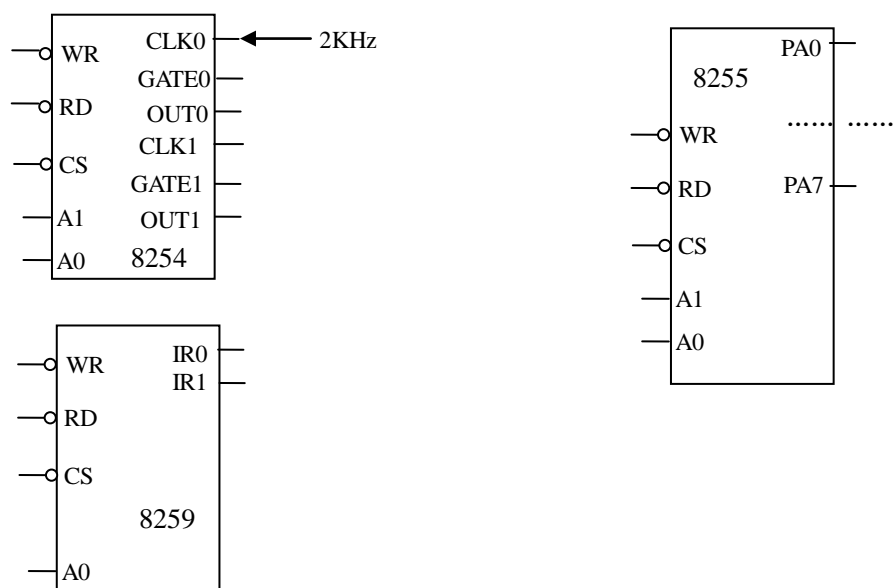 WR
RD
CS
A1
A0
CLK0
GATE0
OUT0
CLK1
GATE1
OUT1
8254
2KHz
8255
WR
RD
CS
A1
A0
PA0
…… ……
PA7
WR
RD
CS
A0
IR0
IR1
8259